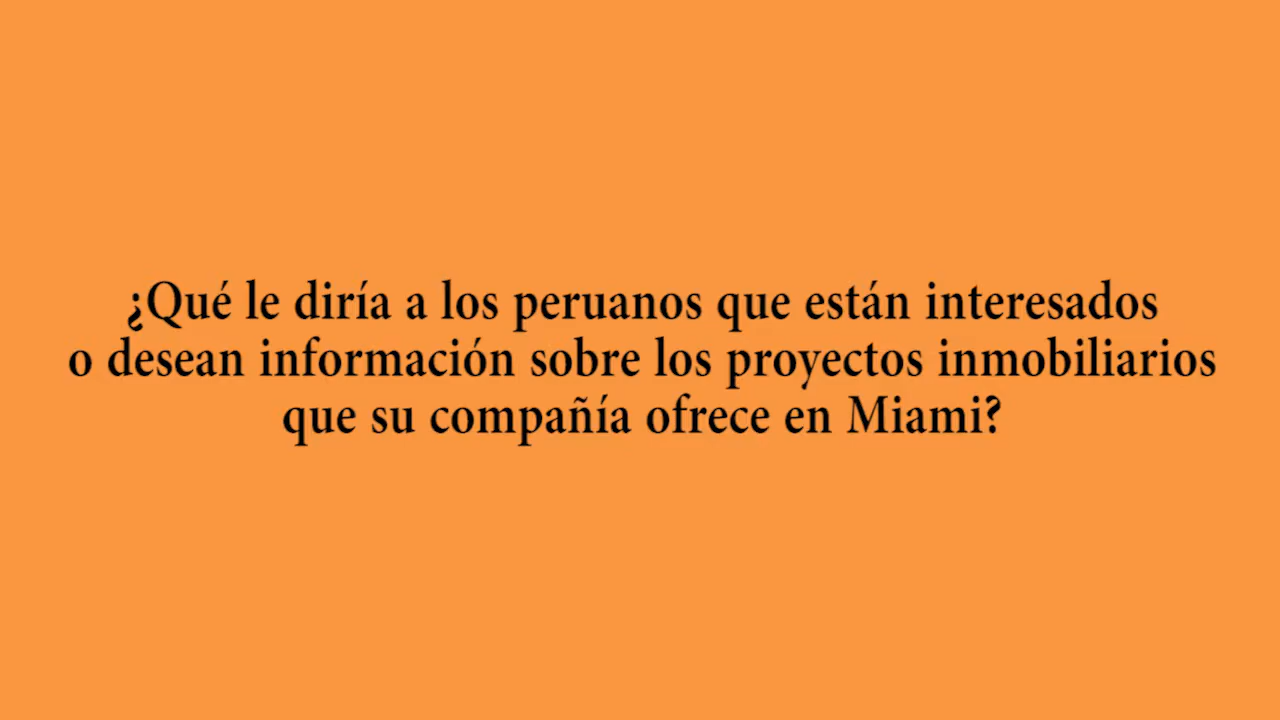 ¿Qué le diría a los peruanos que están interesados
o desean información sobre los proyectos inmobiliarios
que su compañía ofrece en Miami?